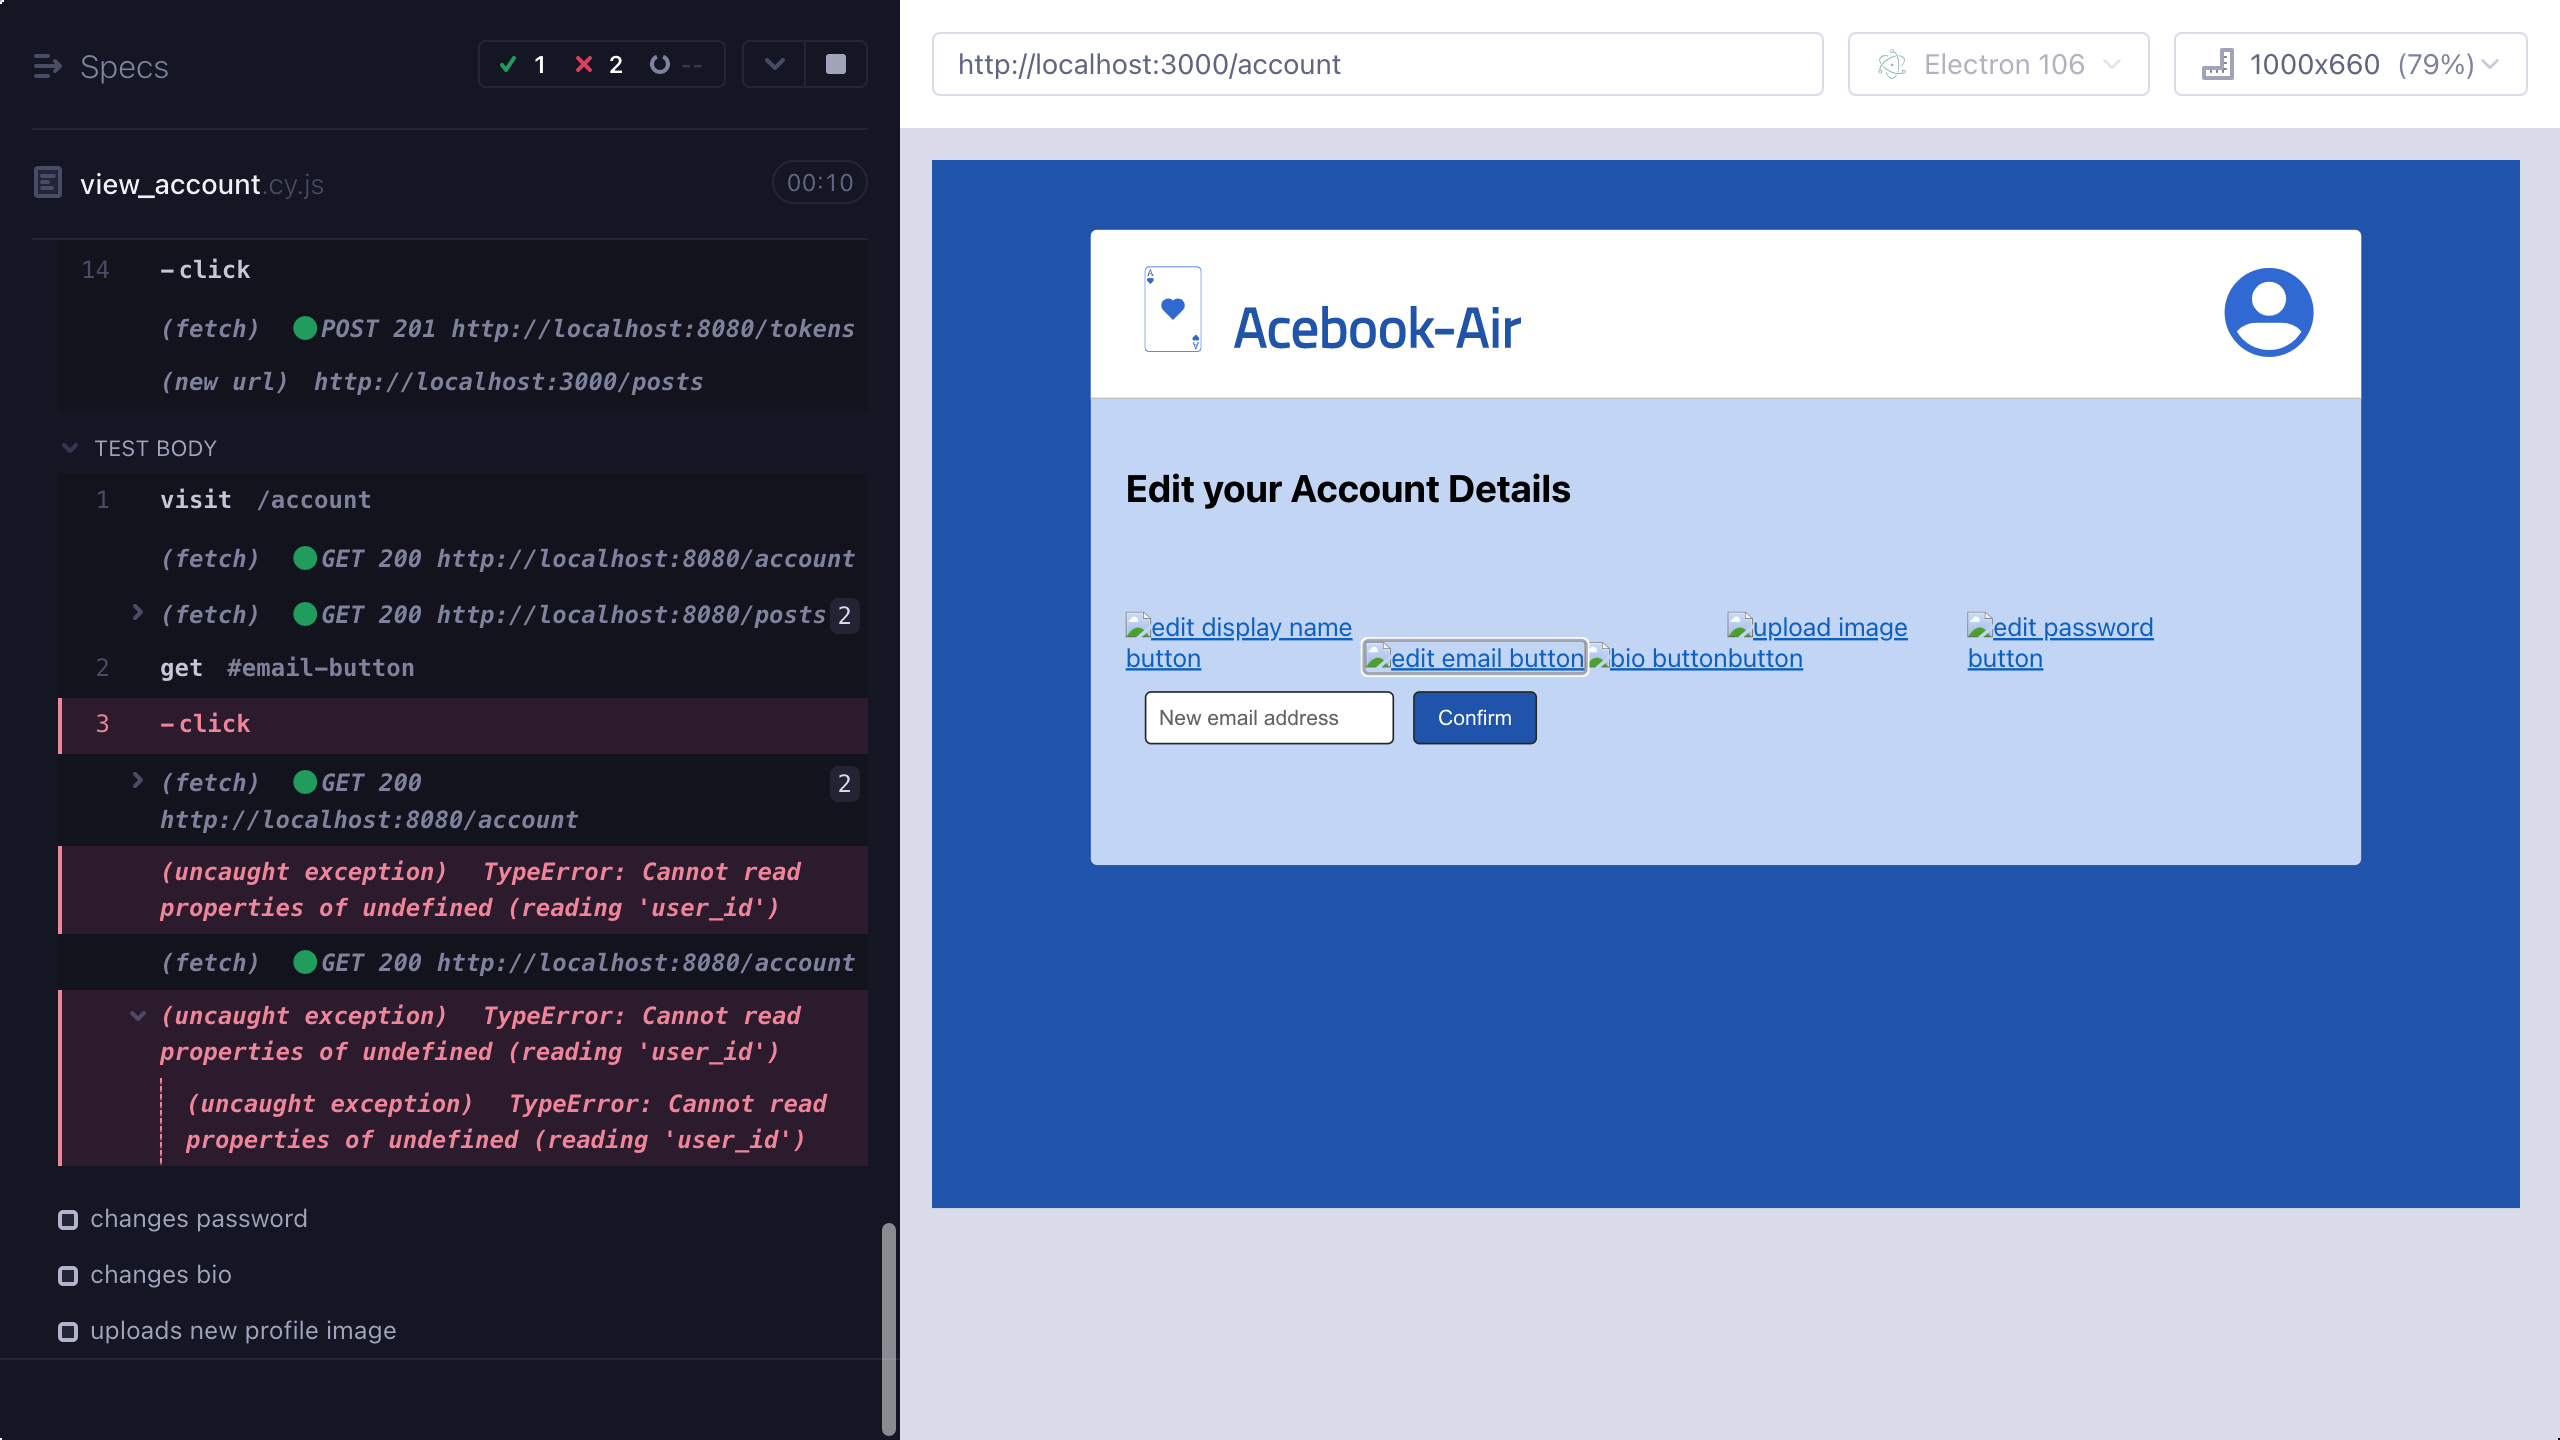 Specs
1 2 --
view_account.cy.js 00:10
14 -click
(fetch) POST 201 http://localhost:8080/tokens
(new url) http://localhost:3000/posts
TEST BODY
1 visit /account
(fetch) GET 200 http://localhost:8080/account
(fetch) GET 200 http://localhost:8080/posts 2
2 get #email-button
3 -click
(fetch) GET 200 2
http://localhost:8080/account
(uncaught exception) TypeError: Cannot read
properties of undefined (reading 'user_id')
(fetch) GET 200 http://localhost:8080/account
(uncaught exception) TypeError: Cannot read
properties of undefined (reading 'user_id')
(uncaught exception) TypeError: Cannot read
properties of undefined (reading 'user_id')
changes password
changes bio
uploads new profile image
http://localhost:3000/account
Electron 106
1000x660 (79%)
A
A
Acebook-Air
Edit your Account Details
edit display name
button
edit email button
bio button
upload image
button
edit password
button
New email address
Confirm